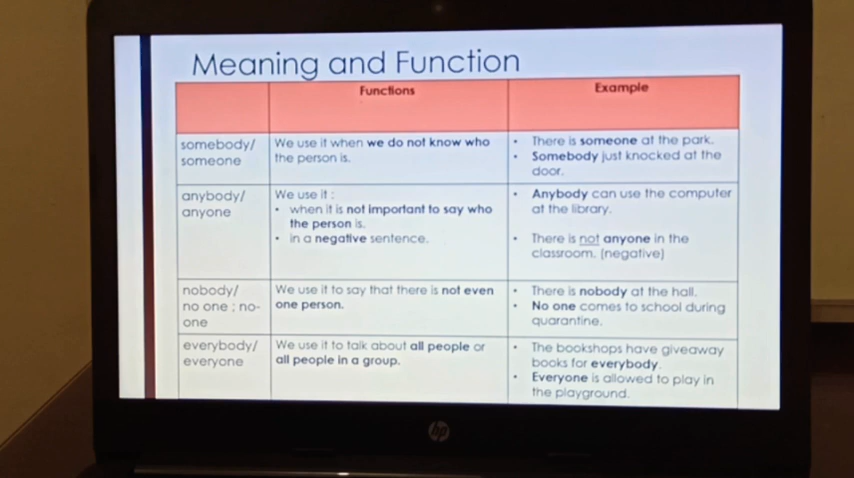 Meaning and Function
Functions
Example
somebody/
someone
We use it when we do not know who
the person is.
• There is someone at the park.
• Somebody just knocked at the
door.
anybody/
anyone
We use it :
• when it is not important to say who
the person is.
• in a negative sentence.
• Anybody can use the computer
at the library.
• There is not anyone in the
classroom. (negative)
nobody/
no one ; no-
one
We use it to say that there is not even
one person.
• There is nobody at the hall.
• No one comes to school during
quarantine.
everybody/
everyone
We use it to talk about all people or
all people in a group.
• The bookshops have giveaway
books for everybody.
• Everyone is allowed to play in
the playground.
hp